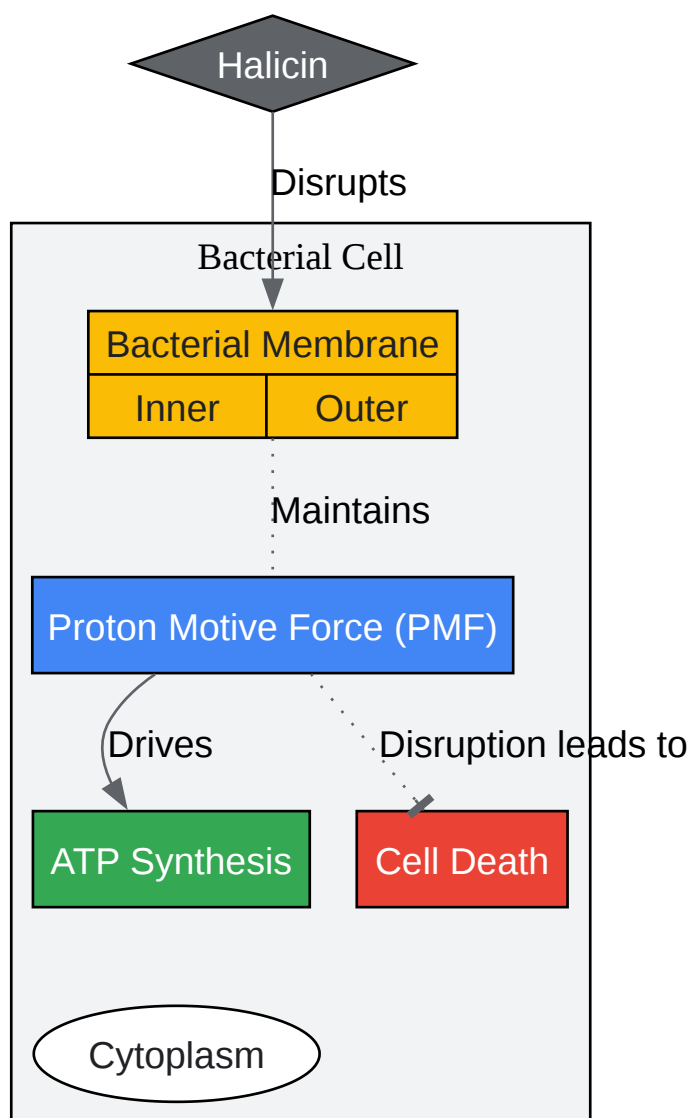 Halicin
Disrupts
Bacterial Cell
Bacterial Membrane
Inner
Outer
Maintains
Proton Motive Force (PMF)
Drives
Disruption leads to
ATP Synthesis
Cell Death
Cytoplasm